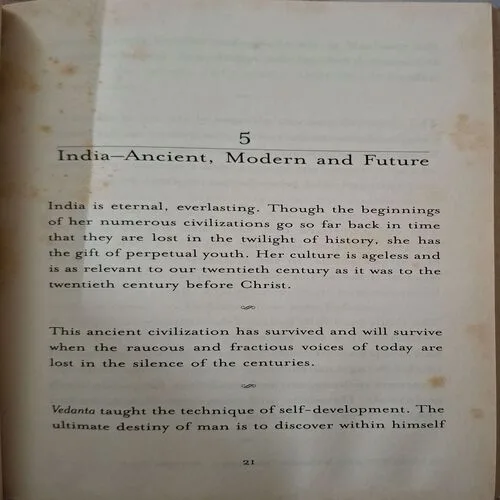 5
India—Ancient, Modern and Future
India is eternal, everlasting. Though the beginnings
of her numerous civilizations go so far back in time
that they are lost in the twilight of history, she has
the gift of perpetual youth. Her culture is ageless and
is as relevant to our twentieth century as it was to the
twentieth century before Christ.
This ancient civilization has survived and will survive
when the raucous and fractious voices of today are
lost in the silence of the centuries.
Vedanta taught the technique of self-development. The
ultimate destiny of man is to discover within himself
21